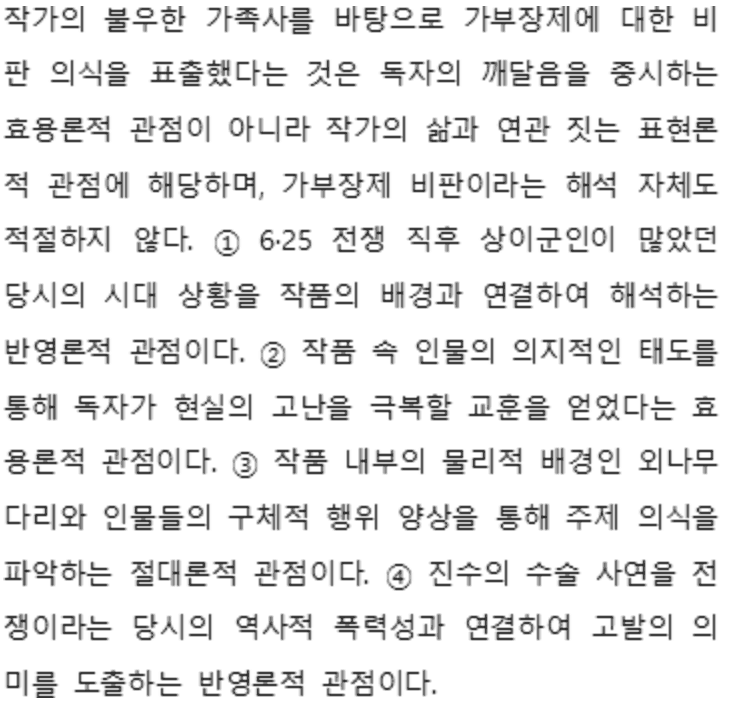 작가의 불우한 가족사를 바탕으로 가부장제에 대한 비
판 의식을 표출했다는 것은 독자의 깨달음을 중시하는
효용론적 관점이 아니라 작가의 삶과 연관 짓는 표현론
적 관점에 해당하며, 가부장제 비판이라는 해석 자체도
적절하지 않다. ① 6·25 전쟁 직후 상이군인이 많았던
당시의 시대 상황을 작품의 배경과 연결하여 해석하는
반영론적 관점이다. ② 작품 속 인물의 의지적인 태도를
통해 독자가 현실의 고난을 극복할 교훈을 얻었다는 효
용론적 관점이다. ③ 작품 내부의 물리적 배경인 외나무
다리와 인물들의 구체적 행위 양상을 통해 주제 의식을
파악하는 절대론적 관점이다. ④ 진수의 수술 사연을 전
쟁이라는 당시의 역사적 폭력성과 연결하여 고발의 의
미를 도출하는 반영론적 관점이다.